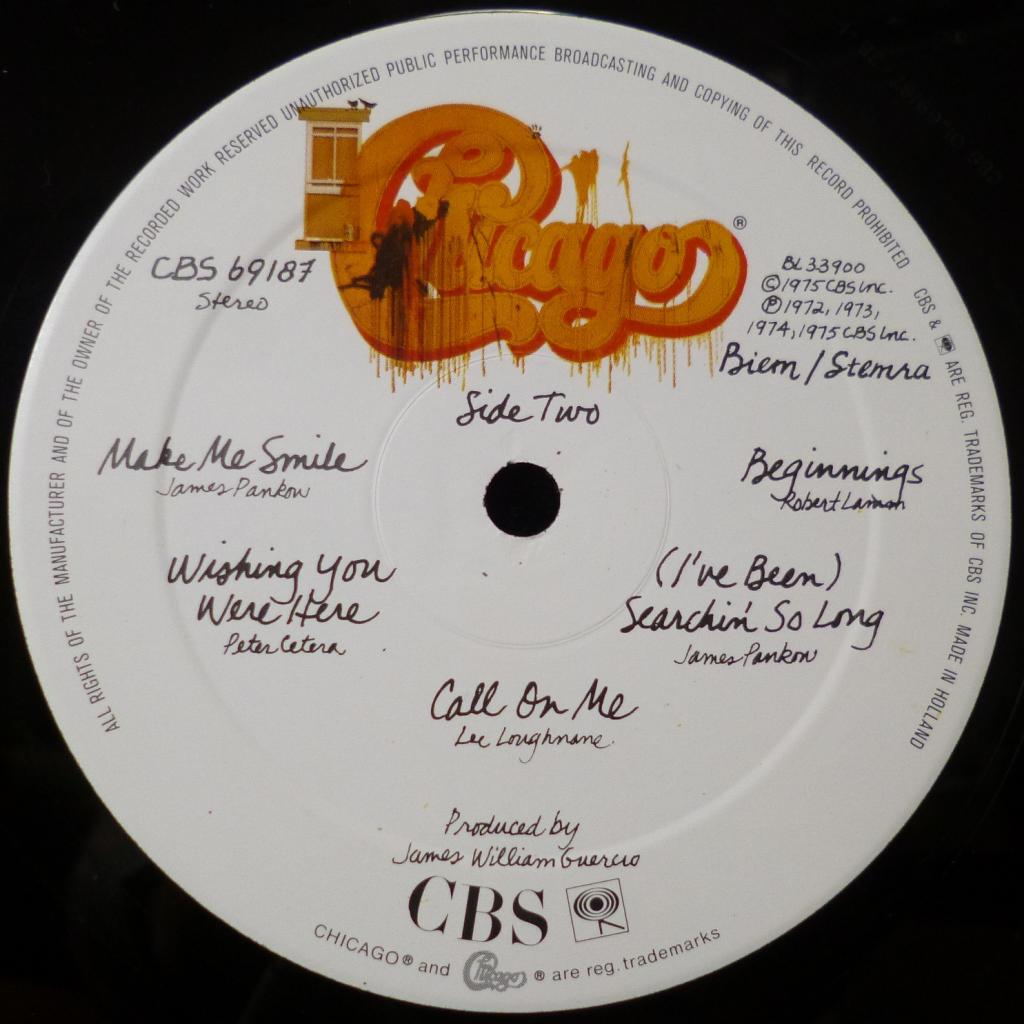 ALL RIGHTS OF THE MANUFACTURER AND OF THE OWNER OF THE RECORDED WORK RESERVED UNAUTHORIZED PUBLIC PERFORMANCE BROADCASTING AND COPYING OF THIS RECORD PROHIBITED CBS & ARE REG. TRADEMARKS OF CBS INC. MADE IN HOLLAND
Chicago ®
CBS 69187
Stereo
BL33900
©1975 CBS Inc.
℗1972, 1973,
1974, 1975 CBS Inc.
Biem/Stemra
Side Two
Make Me Smile
James Pankow
Wishing You
Were Here
Peter Cetera
Call On Me
Lee Loughnane.
(I've Been)
Searchin' So Long
James Pankow
Beginnings
Robert Lamm
Produced by
James William Guercio
CBS
CHICAGO® and Chicago ® are reg. trademarks